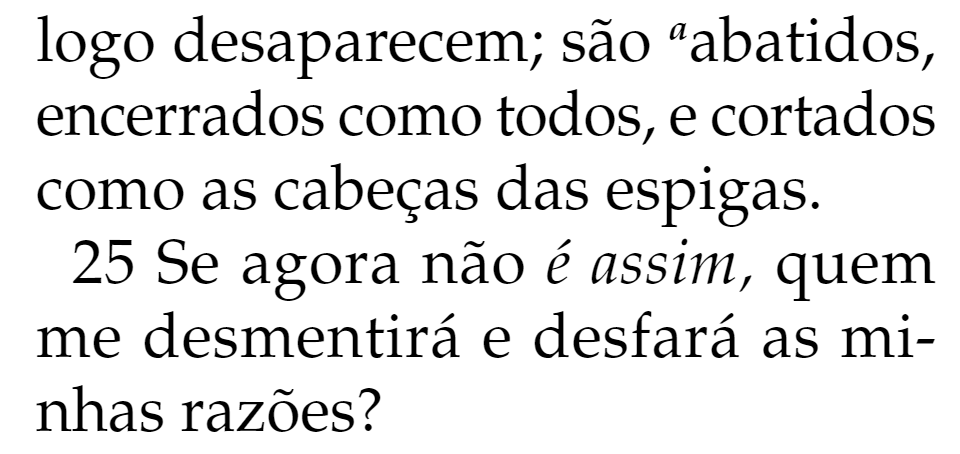 logo desaparecem; são ᵃabatidos,
encerrados como todos, e cortados
como as cabeças das espigas.
25 Se agora não é assim, quem
me desmentirá e desfará as mi-
nhas razões?